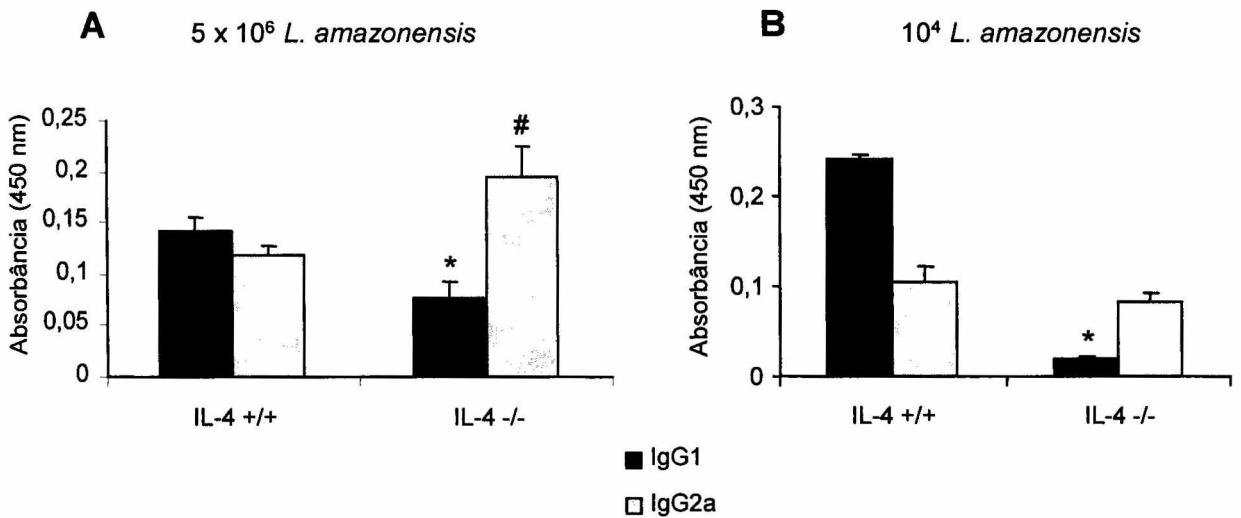 A
5 x 10⁶ L. amazonensis
Absorbância (450 nm)
0,25
0,2
0,15
0,1
0,05
0
#
*
IL-4 +/+
IL-4 -/-
B
10⁴ L. amazonensis
Absorbância (450 nm)
0,3
0,2
0,1
0
*
IL-4 +/+
IL-4 -/-
IgG1
IgG2a